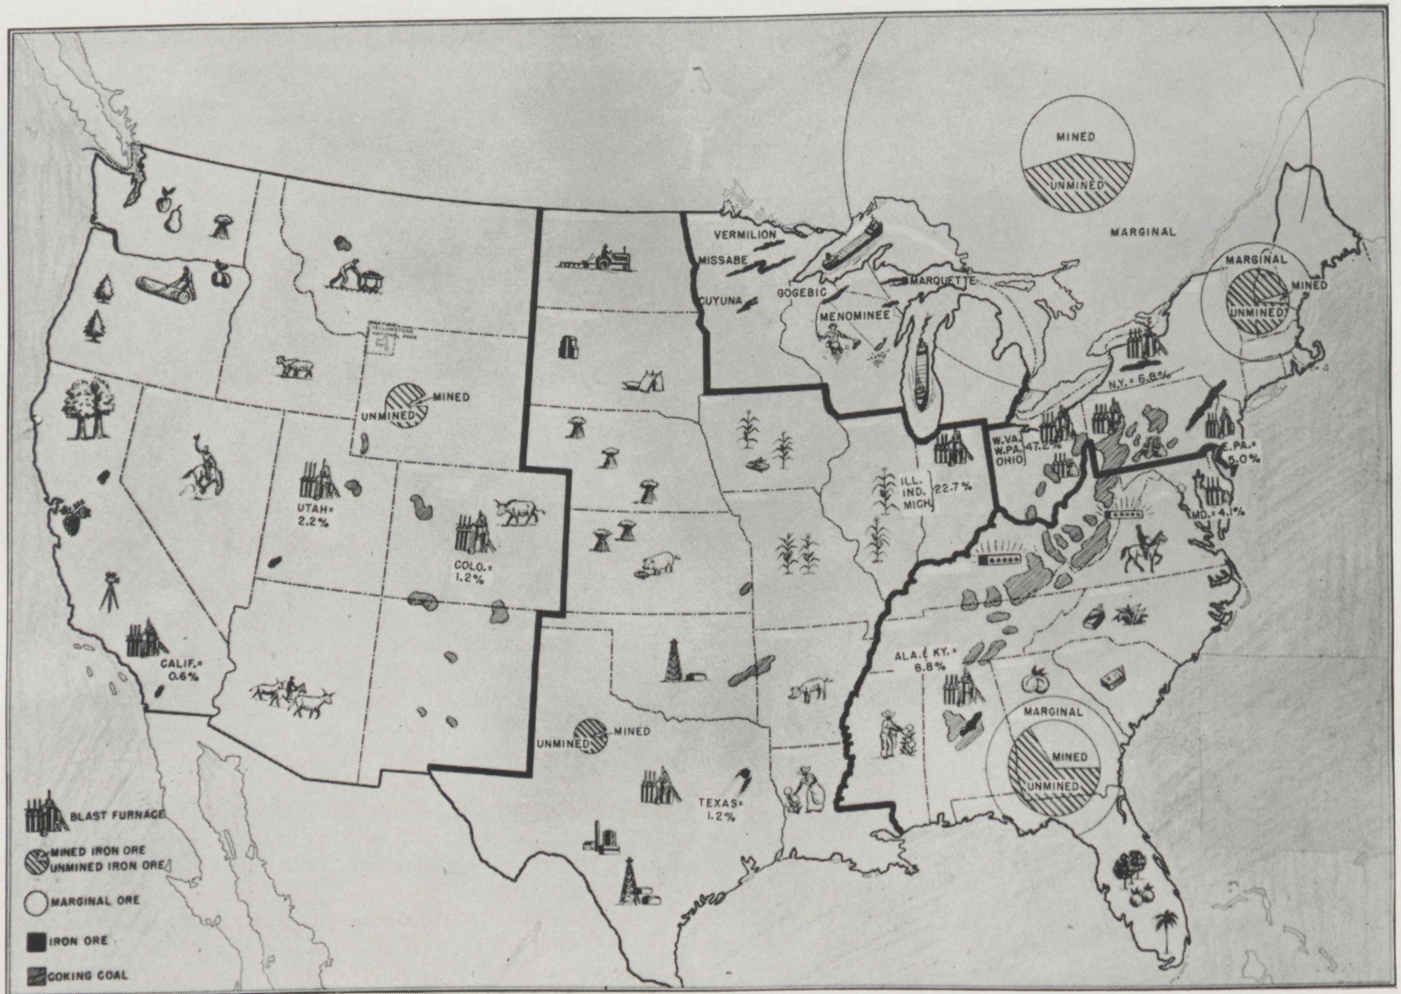 MINED
UNMINED
MARGINAL
VERMILION
MISSABE
CUYUNA
GOGEBIC
MARQUETTE
MENOMINEE
MARGINAL
MINED
UNMINED
N.Y.= 6.8%
YELLOWSTONE
MINED
UNMINED
W.VA.
W.PA.
OHIO
47.2%
E.PA.=
5.0%
ILL.
IND.
MICH.
22.7%
MD.= 4.1%
UTAH=
2.2%
COLO.=
1.2%
CALIF.=
0.6%
ALA.& KY.=
8.8%
MARGINAL
MINED
UNMINED
MINED
UNMINED
TEXAS=
1.2%
BLAST FURNACE
MINED IRON ORE
UNMINED IRON ORE
MARGINAL ORE
IRON ORE
COKING COAL